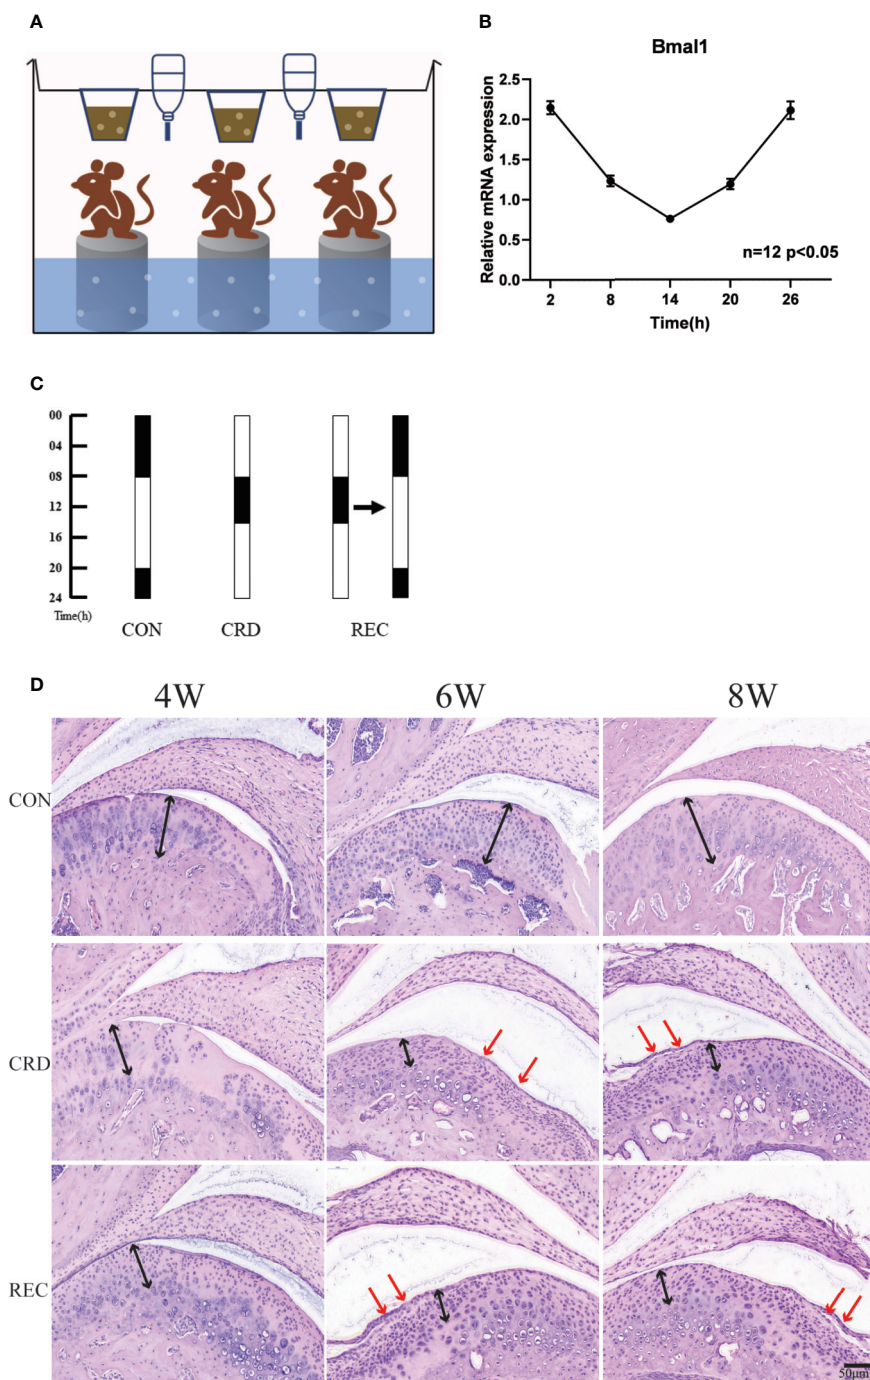 A
B
Bmal1
Relative mRNA expression
2.5
2.0
1.5
1.0
0.5
0.0
n=12 p<0.05
2 8 14 20 26
Time(h)
C
00
04
08
12
16
20
24
Time(h)
CON CRD REC
D
4W 6W 8W
CON
CRD
REC
50μm